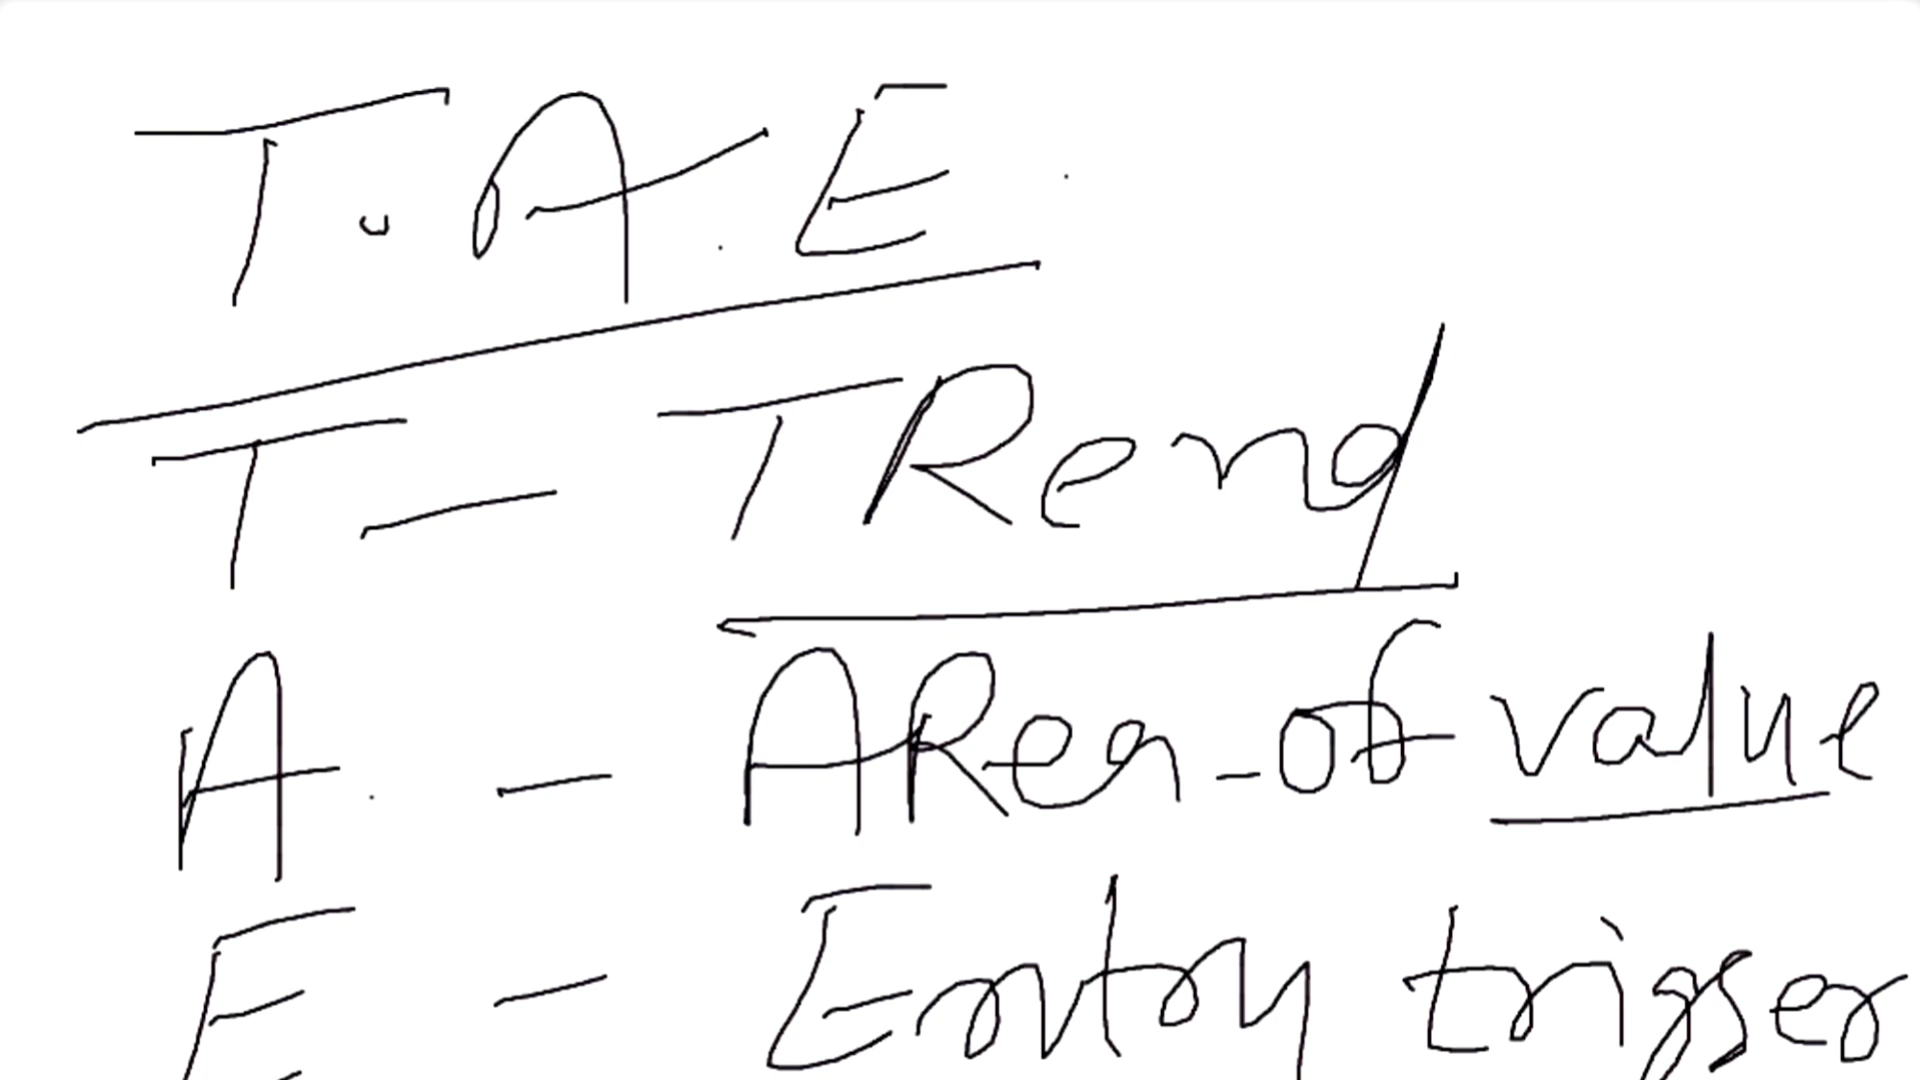 T.A.E.
T - TRend
A. - ARea-of value
E - Entry trigger